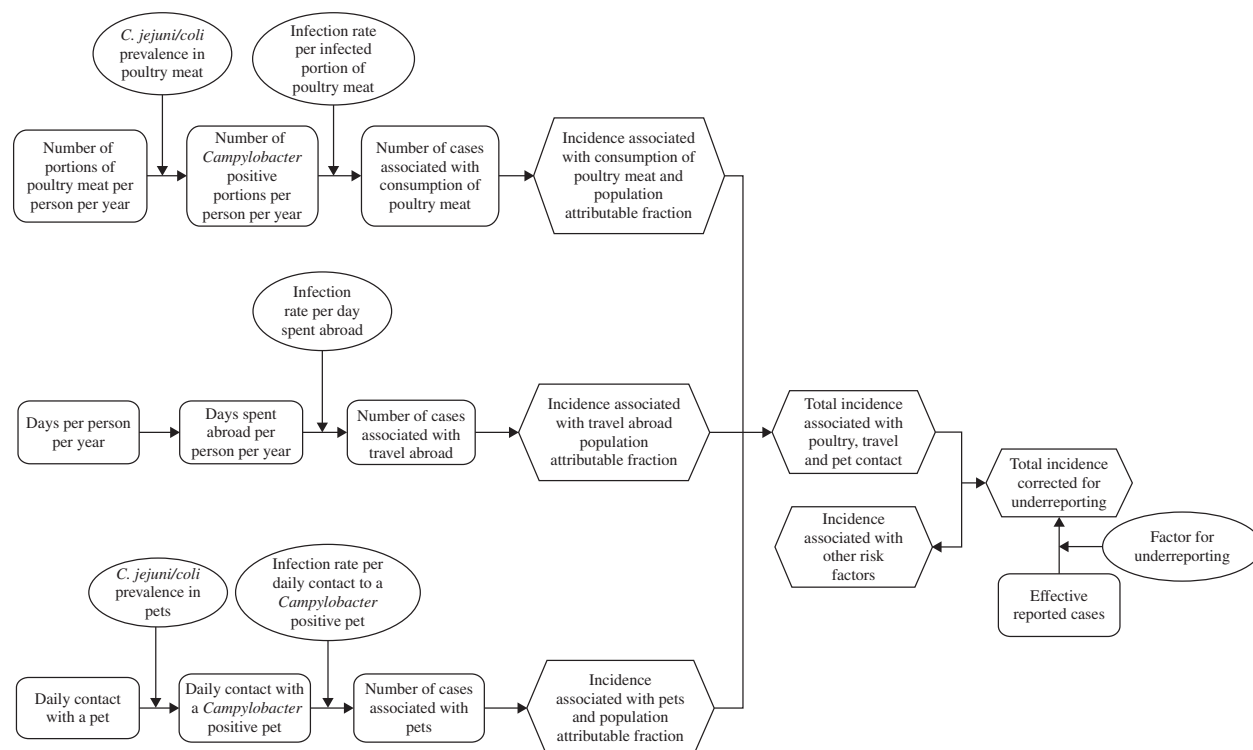 C. jejuni/coli
prevalence in
poultry meat
Infection rate
per infected
portion of
poultry meat
Number of
portions of
poultry meat per
person per year
Number of
Campylobacter
positive
portions per
person per year
Number of cases
associated with
consumption of
poultry meat
Incidence associated
with consumption of
poultry meat and
population
attributable fraction
Infection
rate per day
spent abroad
Days per person
per year
Days spent
abroad per
person per year
Number of cases
associated with
travel abroad
Incidence associated
with travel abroad
population
attributable fraction
Total incidence
associated with
poultry, travel
and pet contact
Total incidence
corrected for
underreporting
Incidence
associated with
other risk
factors
Factor for
underreporting
Effective
reported cases
C. jejuni/coli
prevalence in
pets
Infection rate per
daily contact to a
Campylobacter
positive pet
Daily contact
with a pet
Daily contact with
a Campylobacter
positive pet
Number of cases
associated with
pets
Incidence
associated with pets
and population
attributable fraction